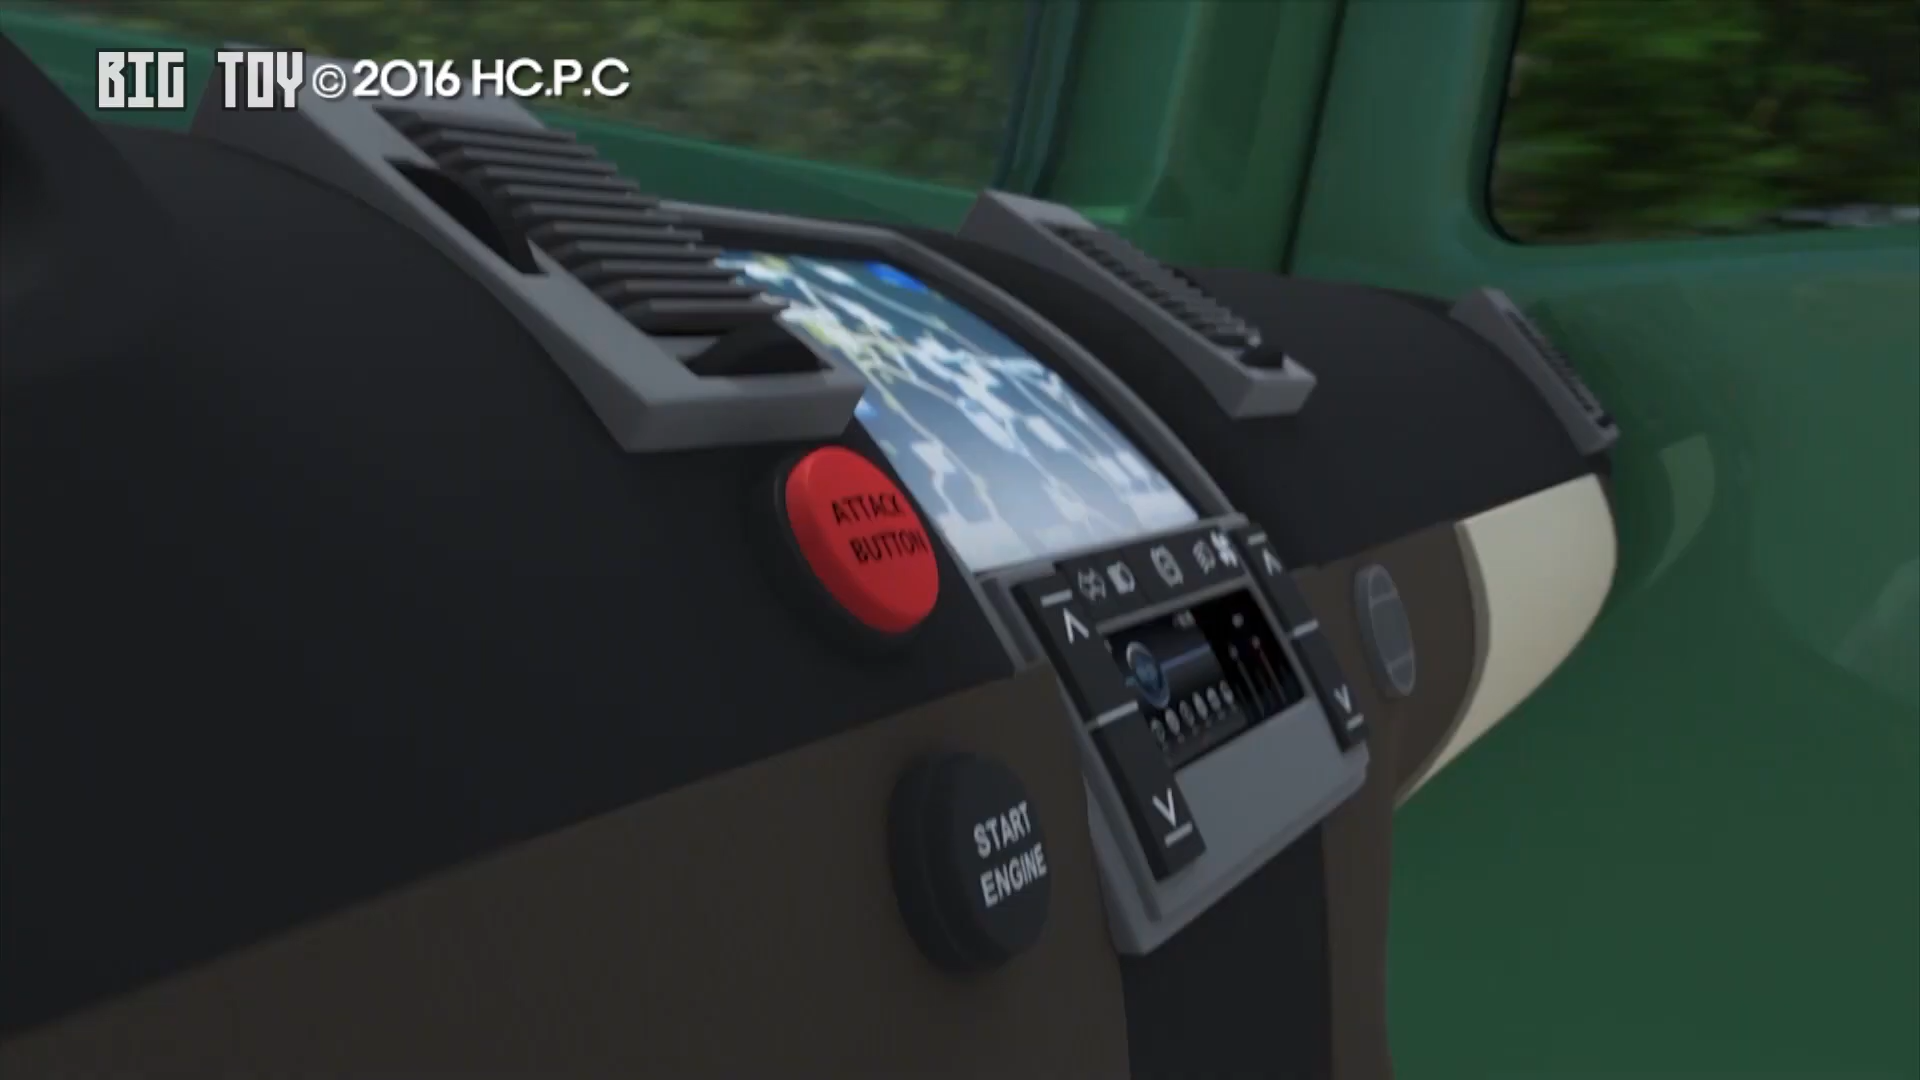 BIG TOY © 2016 HC.P.C
ATTACK
BUTTON
START
ENGINE